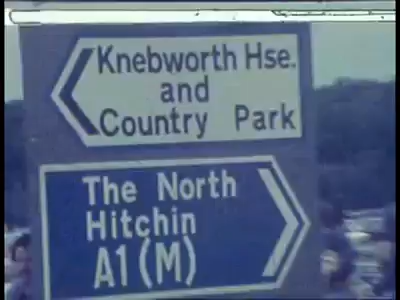 Knebworth Hse.
and
Country Park
The North
Hitchin
A1(M)